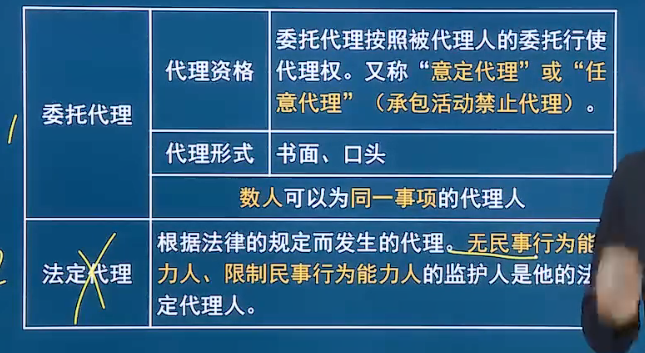 委托代理
代理资格
委托代理按照被代理人的委托行使
代理权。又称“意定代理”或“任
意代理”（承包活动禁止代理）。
代理形式
书面、口头
数人可以为同一事项的代理人
法定代理
根据法律的规定而发生的代理。无民事行为能
力人、限制民事行为能力人的监护人是他的法
定代理人。